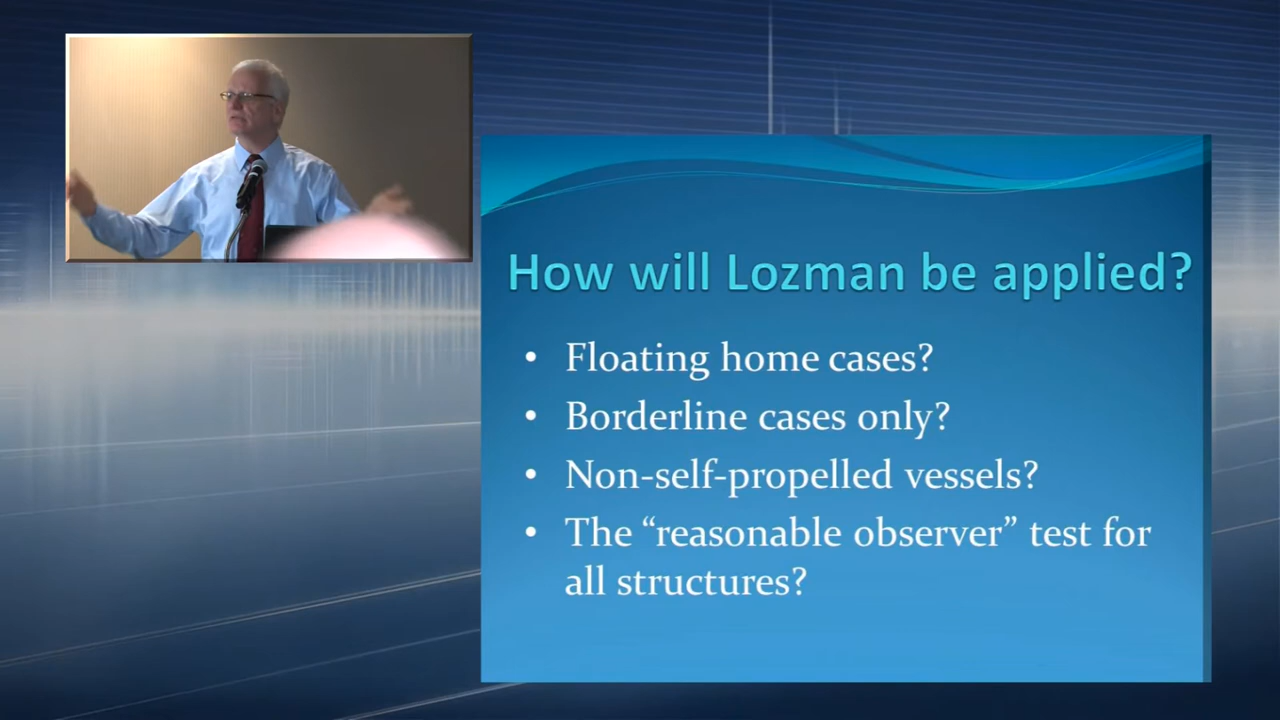 How will Lozman be applied?
• Floating home cases?
• Borderline cases only?
• Non-self-propelled vessels?
• The “reasonable observer” test for
all structures?